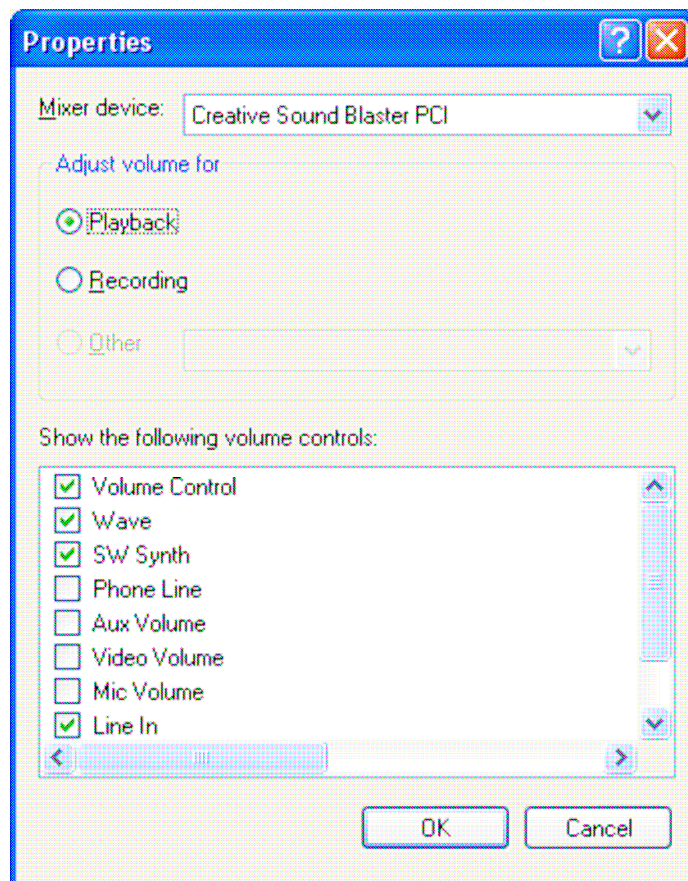 Properties
Mixer device: Creative Sound Blaster PCI
Adjust volume for
Playback
Recording
Other
Show the following volume controls:
Volume Control
Wave
SW Synth
Phone Line
Aux Volume
Video Volume
Mic Volume
Line In
OK Cancel